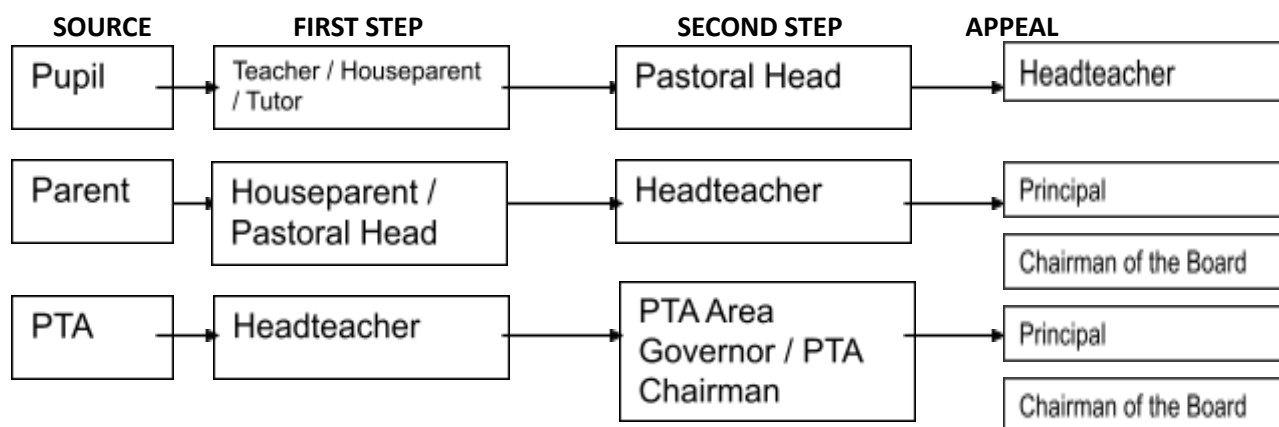 SOURCE FIRST STEP SECOND STEP APPEAL
Pupil
Teacher / Houseparent
/ Tutor
Pastoral Head
Headteacher
Parent
Houseparent /
Pastoral Head
Headteacher
Principal
Chairman of the Board
PTA
Headteacher
PTA Area
Governor / PTA
Chairman
Principal
Chairman of the Board